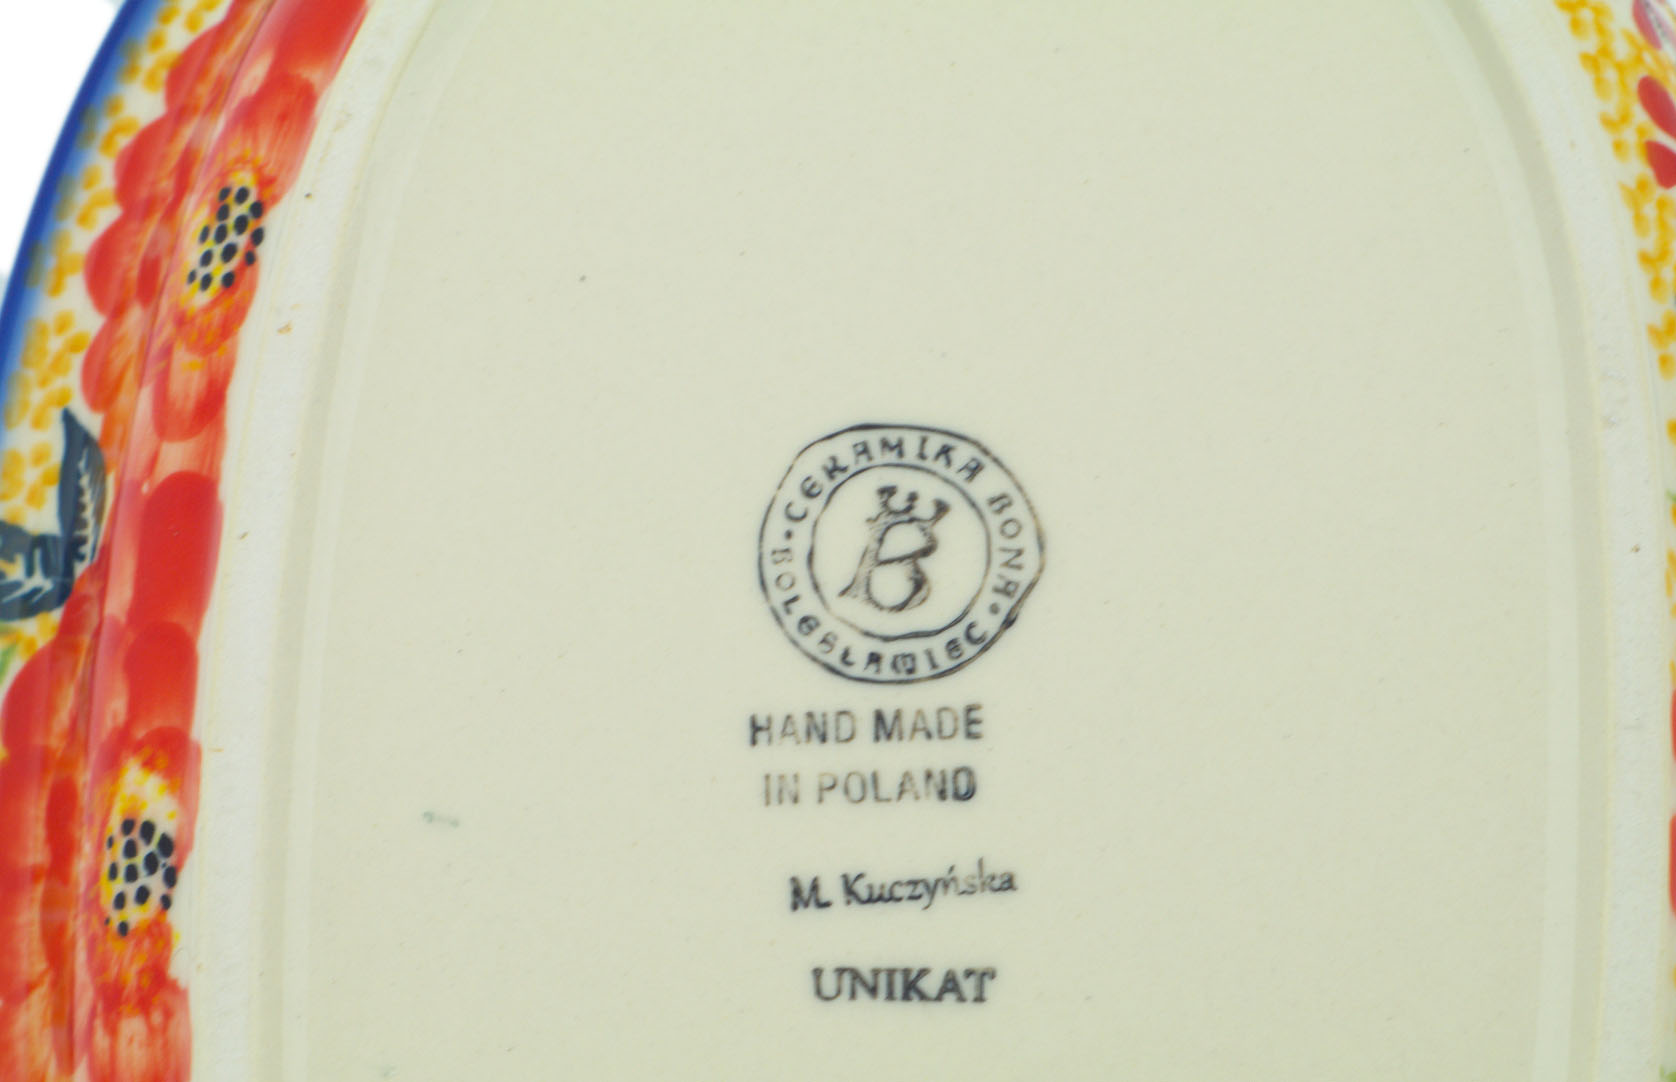 CERAMIKA BONA
• BOLESŁAWIEC •
B
HAND MADE
IN POLAND
M. Kuczyńska
UNIKAT